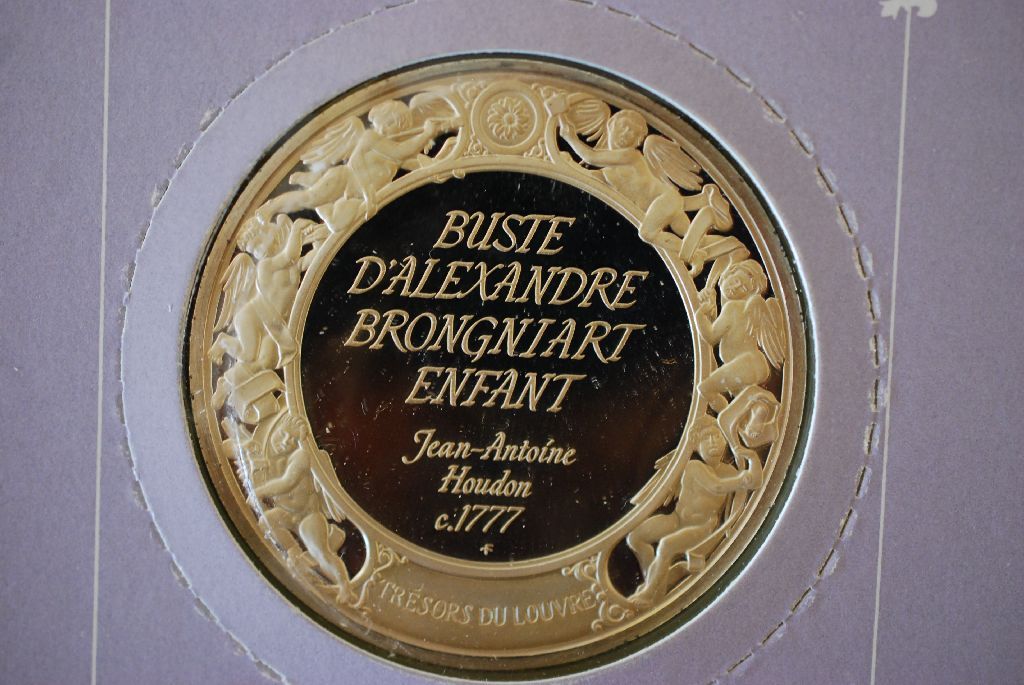 BUSTE
D'ALEXANDRE
BRONGNIART
ENFANT
Jean-Antoine
Houdon
c.1777
TRÉSORS DU LOUVRE